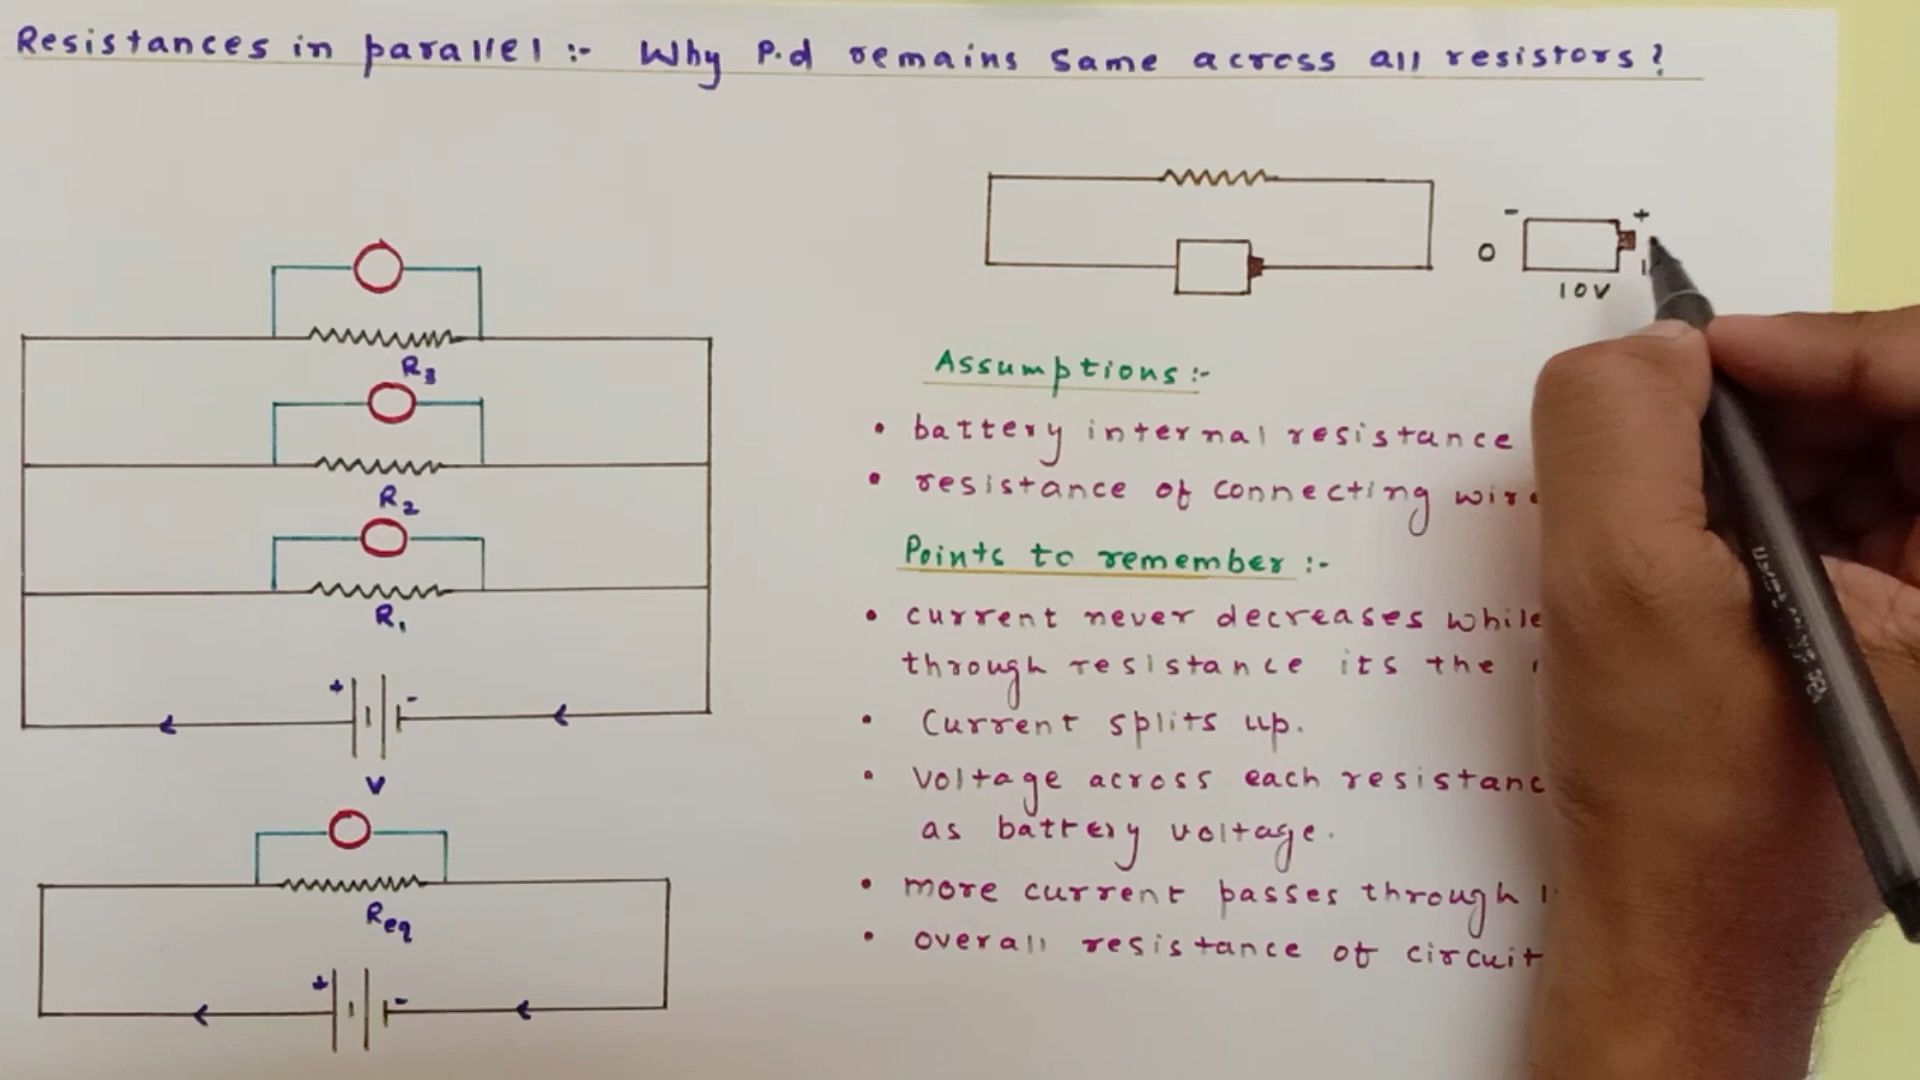 Resistances in parallel :- Why P.d remains same across all resistors?
- +
0
10V
R3
R2
R1
+ -
V
Req
+ -
Assumptions :-
• battery internal resistance
• resistance of connecting
Points to remember :-
• current never decreases while
through resistance its the
• Current splits up.
• Voltage across each
as battery voltage.
• more current passes through
• overall resistance of circuit